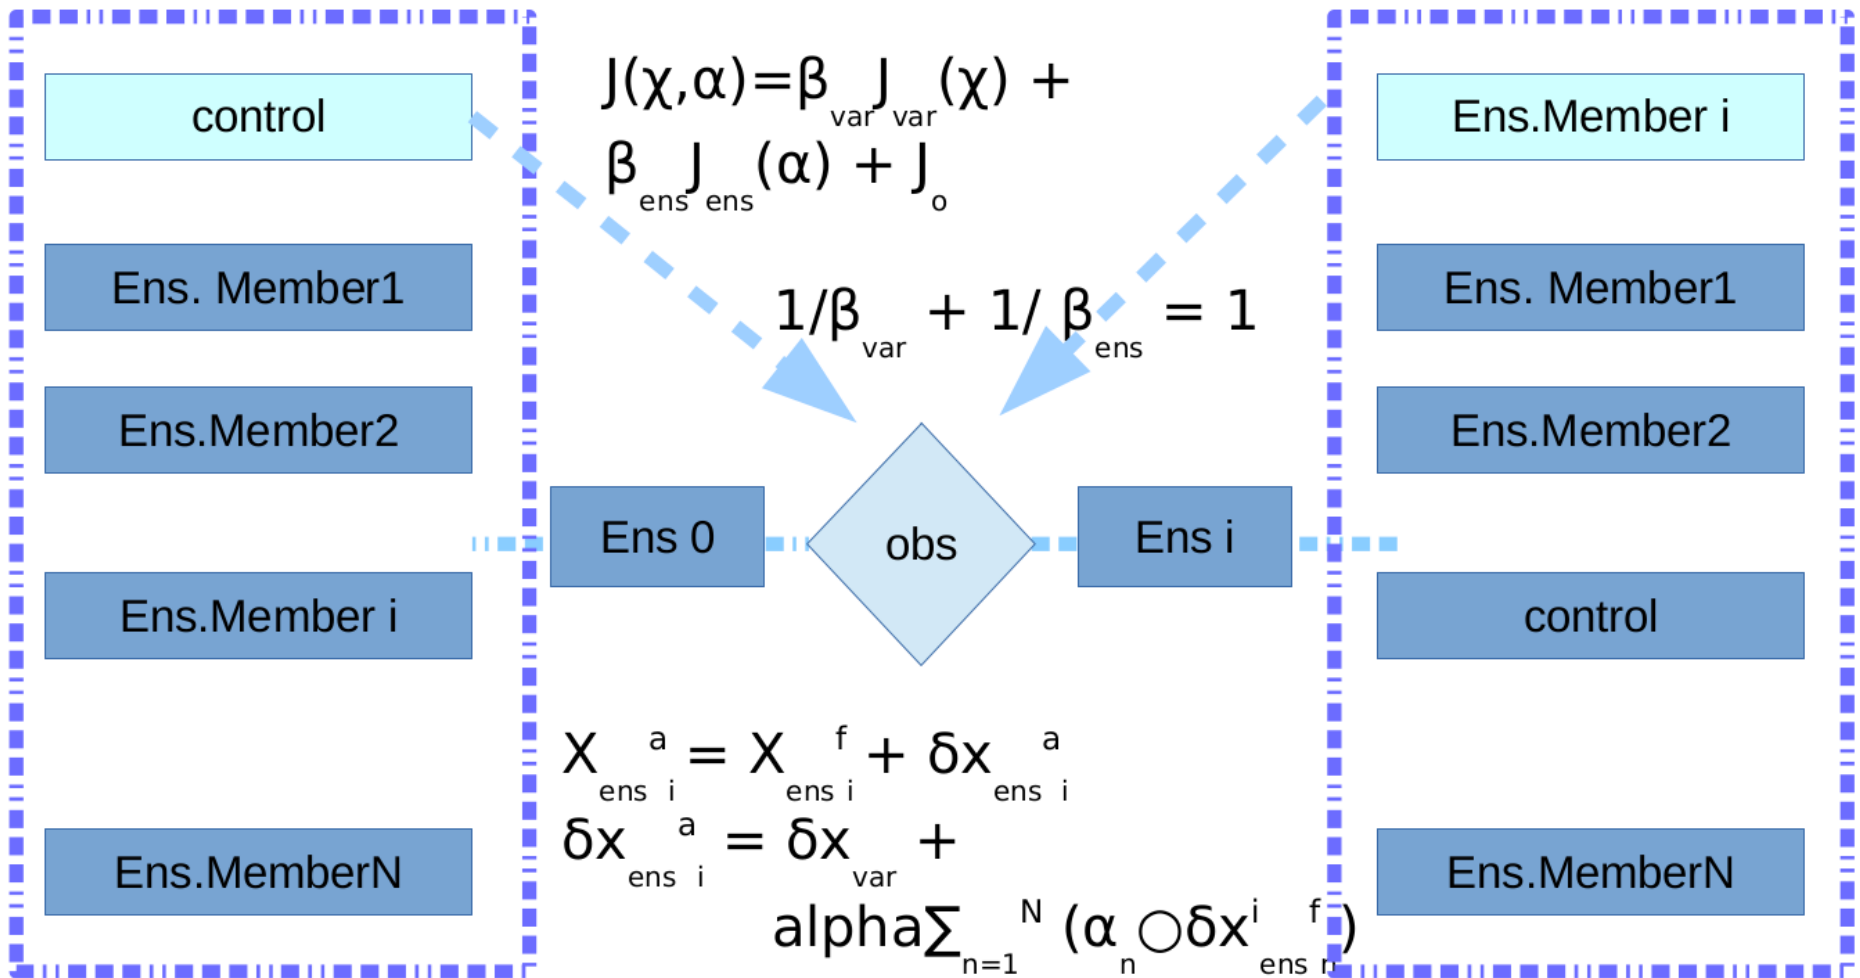 control
Ens. Member1
Ens.Member2
Ens.Member i
Ens.MemberN
J(χ,α)=β_var J_var(χ) +
β_ens J_ens(α) + J_o
1/β_var + 1/ β_ens = 1
Ens 0
obs
Ens i
X_ens i^a = X_ens i^f + δx_ens i^a
δx_ens i^a = δx_var +
alpha∑_n=1^N (α_n○δx^i_ens n^f)
Ens.Member i
Ens. Member1
Ens.Member2
control
Ens.MemberN